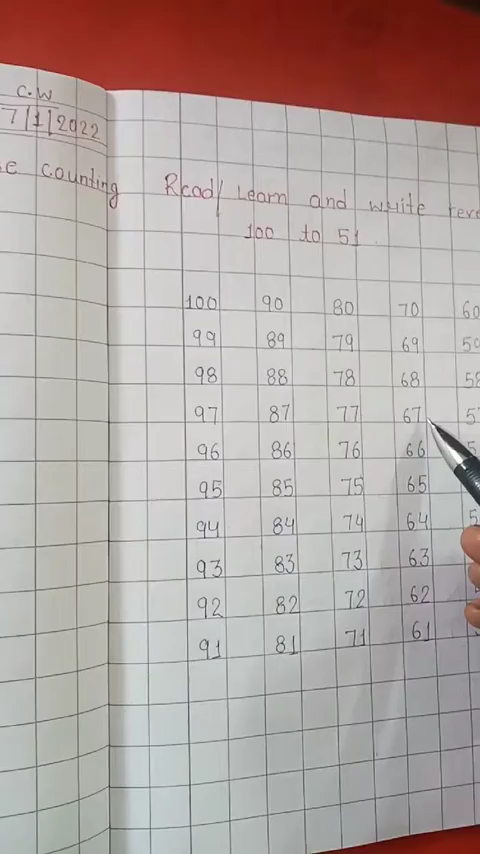 C.W
7/1/2022
counting
Read/ Learn and write
100 to 51
100 90 80 70 60
99 89 79 69
98 88 78 68 58
97 87 77 67
96 86 76 66
95 85 75 65
94 84 74 64
93 83 73 63
92 82 72 62
91 81 71 61